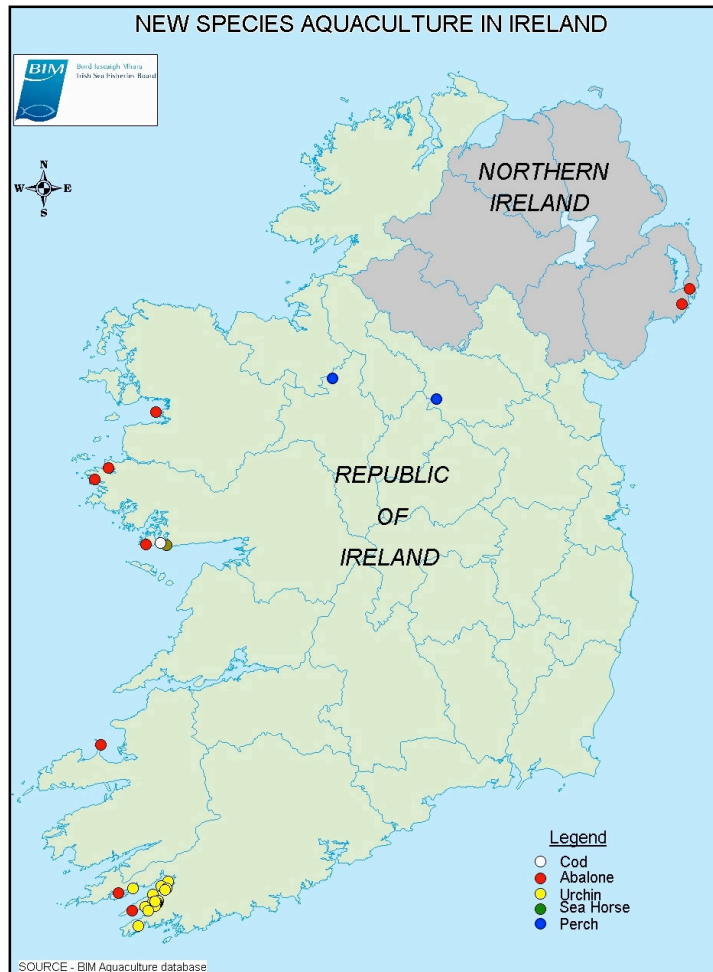 NEW SPECIES AQUACULTURE IN IRELAND
BIM
Bord Iascaigh Mhara
Irish Sea Fisheries Board
N
W E
S
NORTHERN
IRELAND
REPUBLIC
OF
IRELAND
Legend
Cod
Abalone
Urchin
Sea Horse
Perch
SOURCE - BIM Aquaculture database